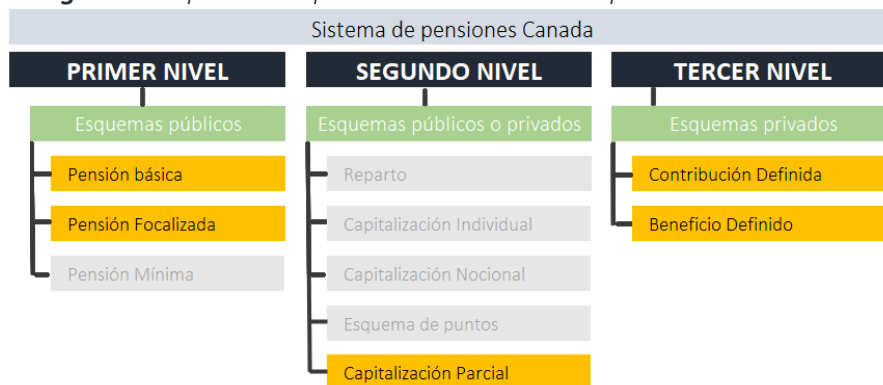 Sistema de pensiones Canada
PRIMER NIVEL
Esquemas públicos
Pensión básica
Pensión Focalizada
Pensión Mínima
SEGUNDO NIVEL
Esquemas públicos o privados
Reparto
Capitalización Individual
Capitalización Nocional
Esquema de puntos
Capitalización Parcial
TERCER NIVEL
Esquemas privados
Contribución Definida
Beneficio Definido